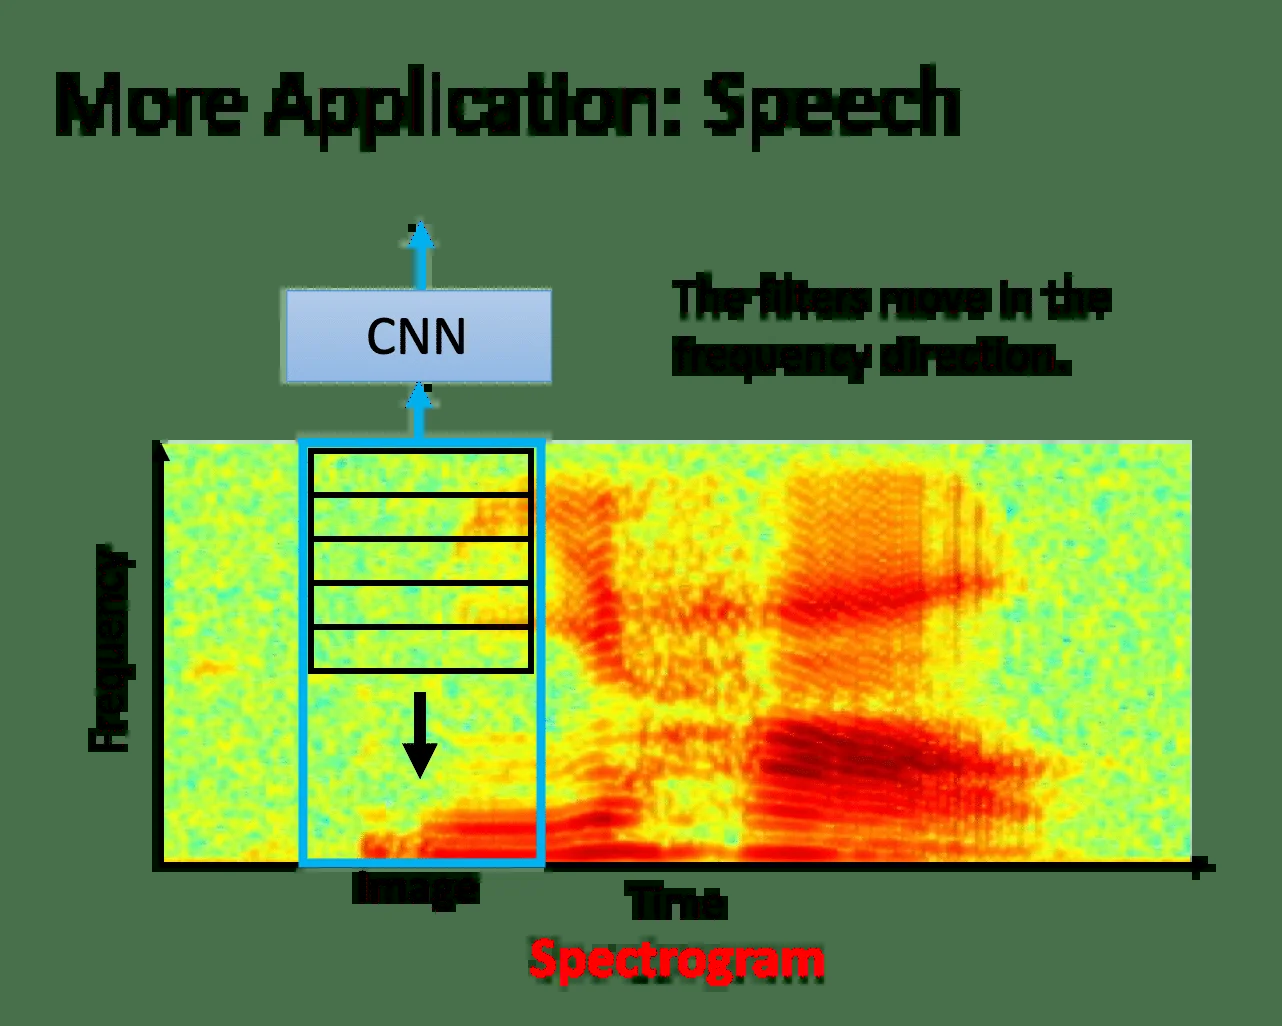 More Application: Speech
CNN
The filters move in the
frequency direction.
Frequency
Image
Time
Spectrogram